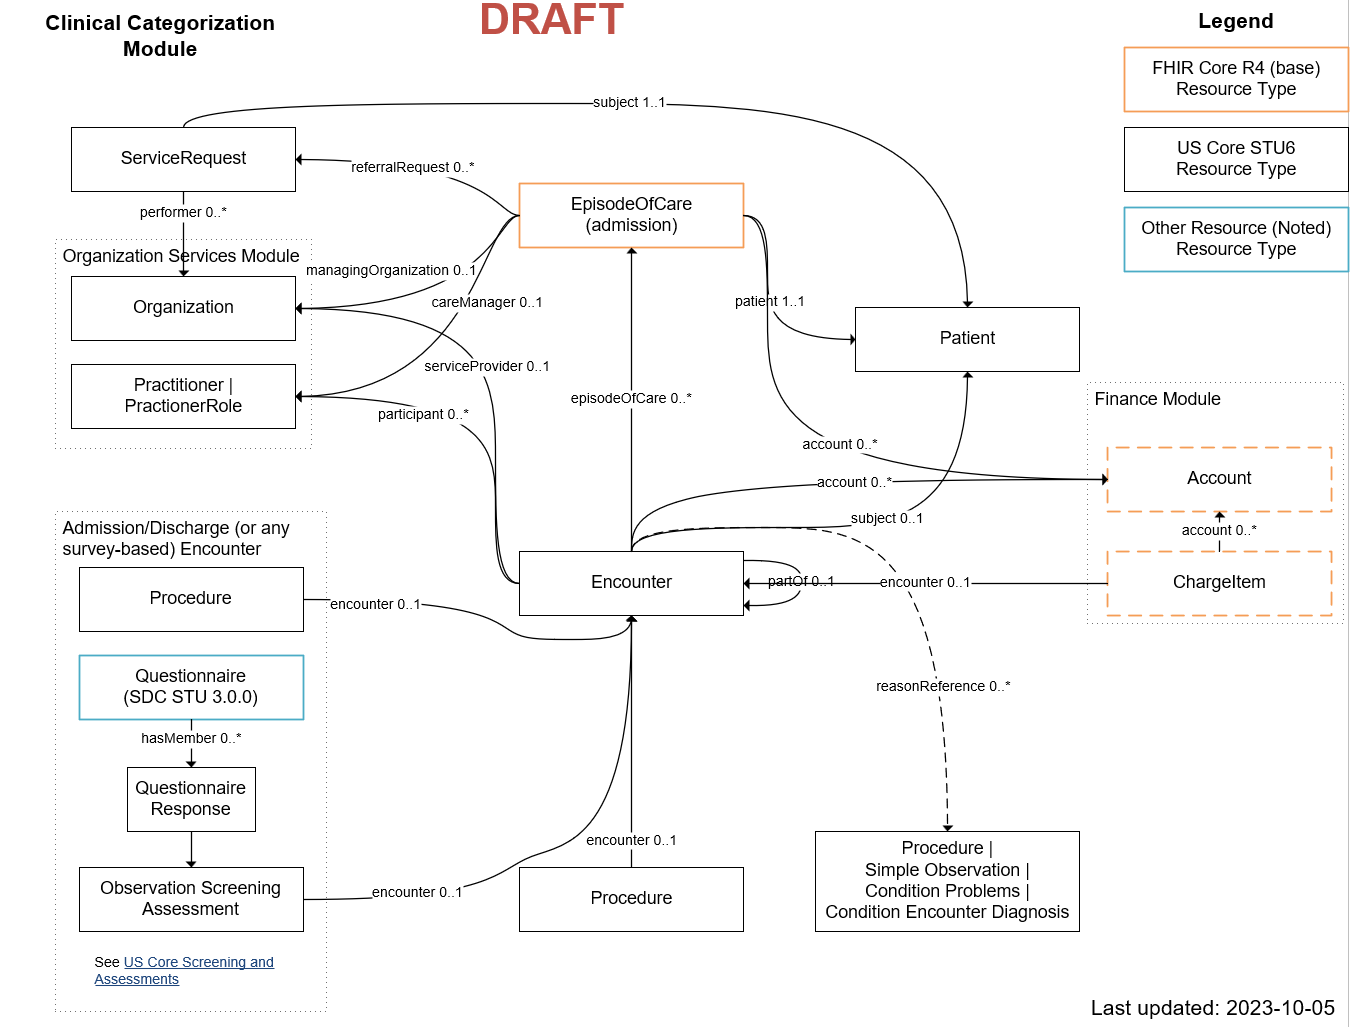 Clinical Categorization
Module
DRAFT
Legend
FHIR Core R4 (base)
Resource Type
US Core STU6
Resource Type
Other Resource (Noted)
Resource Type
subject 1..1
ServiceRequest
referralRequest 0..*
performer 0..*
EpisodeOfCare
(admission)
Organization Services Module
managingOrganization 0..1
Organization
careManager 0..1
patient 1..1
Patient
serviceProvider 0..1
Practitioner |
PractionerRole
participant 0..*
episodeOfCare 0..*
Finance Module
account 0..*
account 0..*
Account
subject 0..1
account 0..*
Admission/Discharge (or any
survey-based) Encounter
Procedure
encounter 0..1
Encounter
partOf 0..1
encounter 0..1
ChargeItem
Questionnaire
(SDC STU 3.0.0)
hasMember 0..*
reasonReference 0..*
Questionnaire
Response
Observation Screening
Assessment
encounter 0..1
encounter 0..1
Procedure
Procedure |
Simple Observation |
Condition Problems |
Condition Encounter Diagnosis
See US Core Screening and
Assessments
Last updated: 2023-10-05